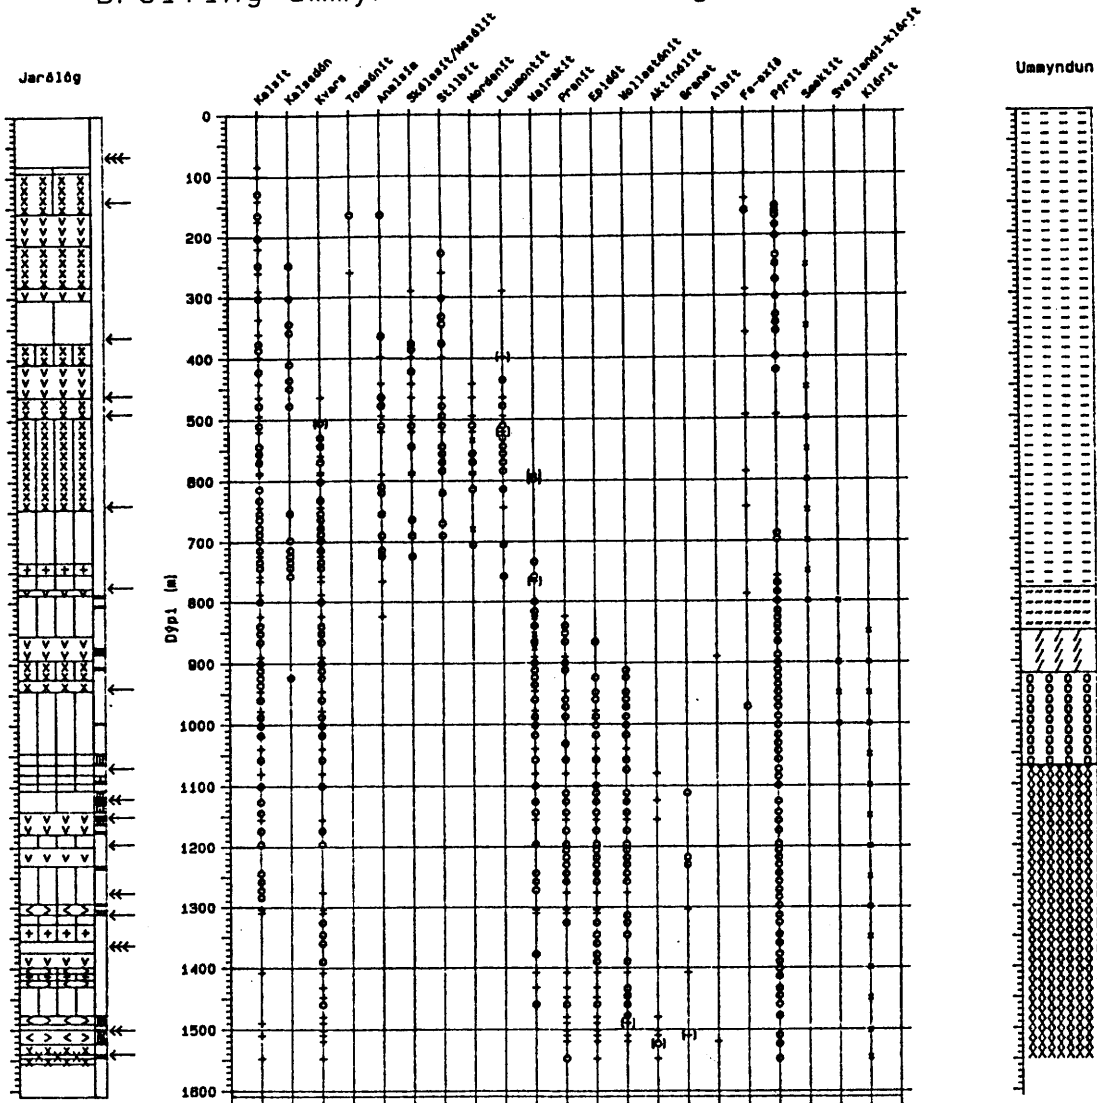 Jarðlög
Kalsít
Kalsedón
Kvars
Tomsónít
Analsím
Skólesít/Mesólít
Stilbít
Mordenít
Laumontít
Wairakít
Prenít
Epidót
Wollastónít
Aktínólít
Granat
Albít
Fe-oxíð
Pýrít
Smektít
Svellandi-klórít
Klórít
Ummyndun
Dýpi (m)
0
100
200
300
400
500
600
700
800
900
1000
1100
1200
1300
1400
1500
1600